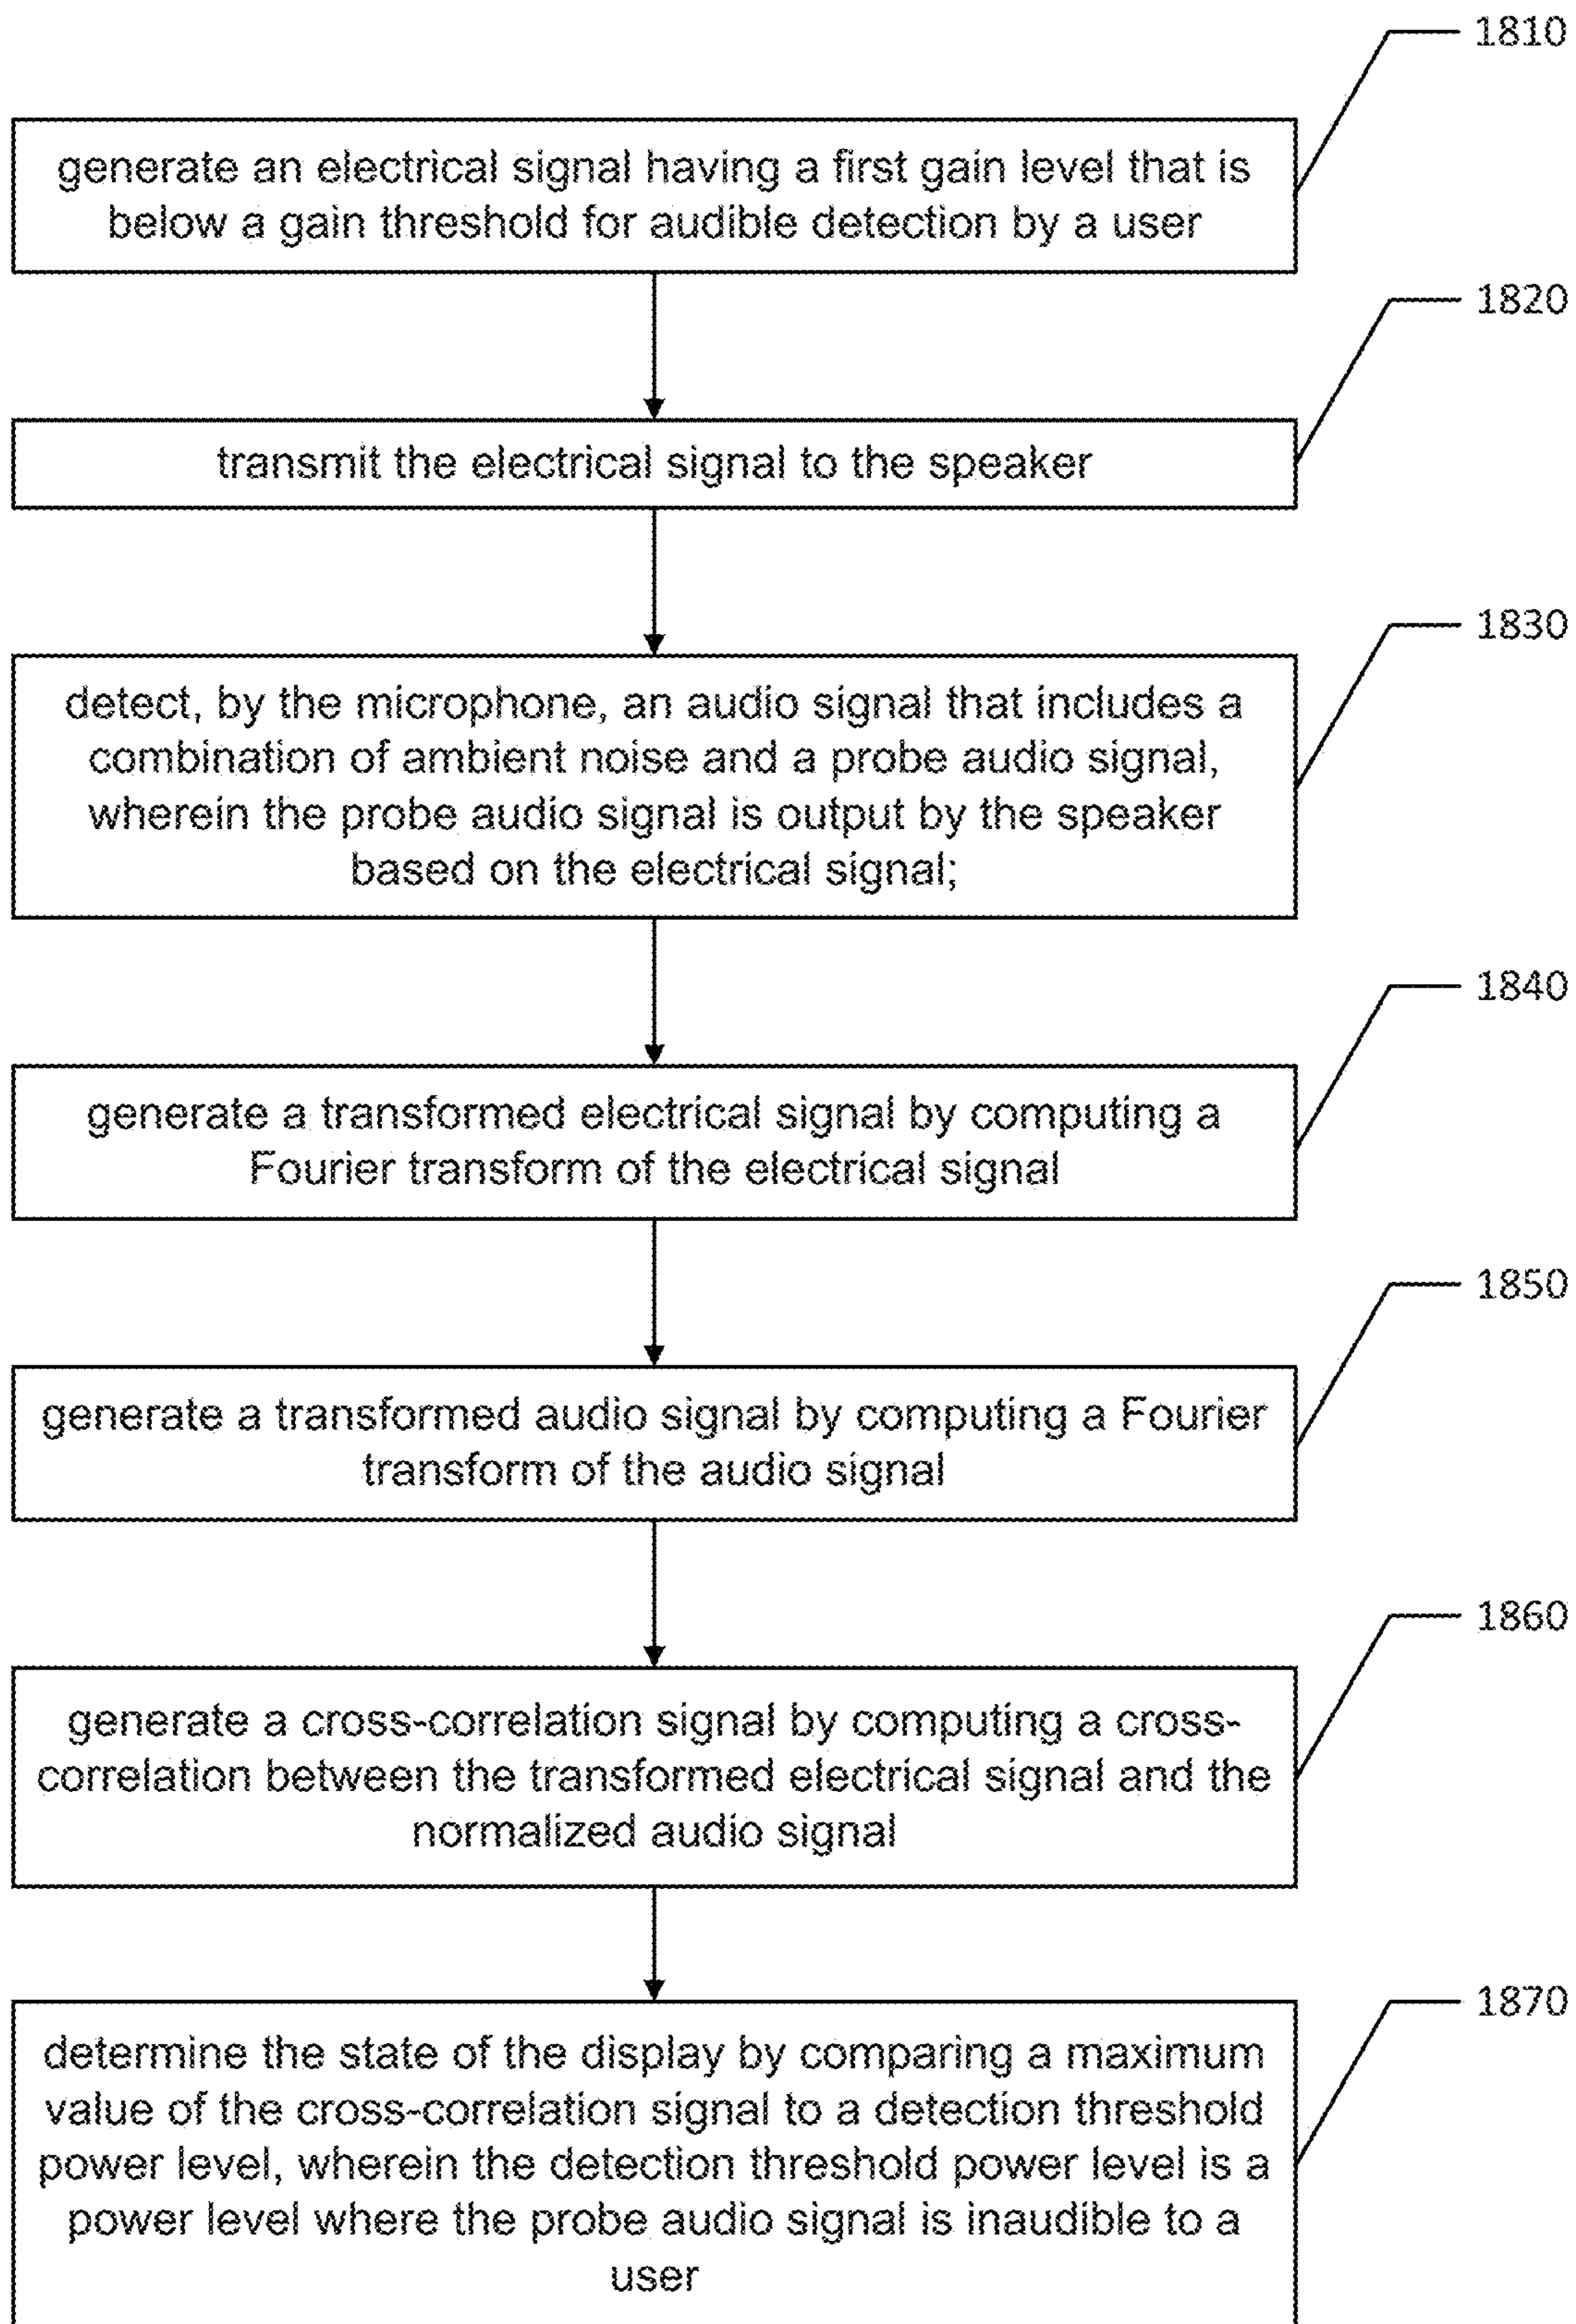 1810
generate an electrical signal having a first gain level that is
below a gain threshold for audible detection by a user
1820
transmit the electrical signal to the speaker
1830
detect, by the microphone, an audio signal that includes a
combination of ambient noise and a probe audio signal,
wherein the probe audio signal is output by the speaker
based on the electrical signal;
1840
generate a transformed electrical signal by computing a
Fourier transform of the electrical signal
1850
generate a transformed audio signal by computing a Fourier
transform of the audio signal
1860
generate a cross-correlation signal by computing a cross-
correlation between the transformed electrical signal and the
normalized audio signal
1870
determine the state of the display by comparing a maximum
value of the cross-correlation signal to a detection threshold
power level, wherein the detection threshold power level is a
power level where the probe audio signal is inaudible to a
user